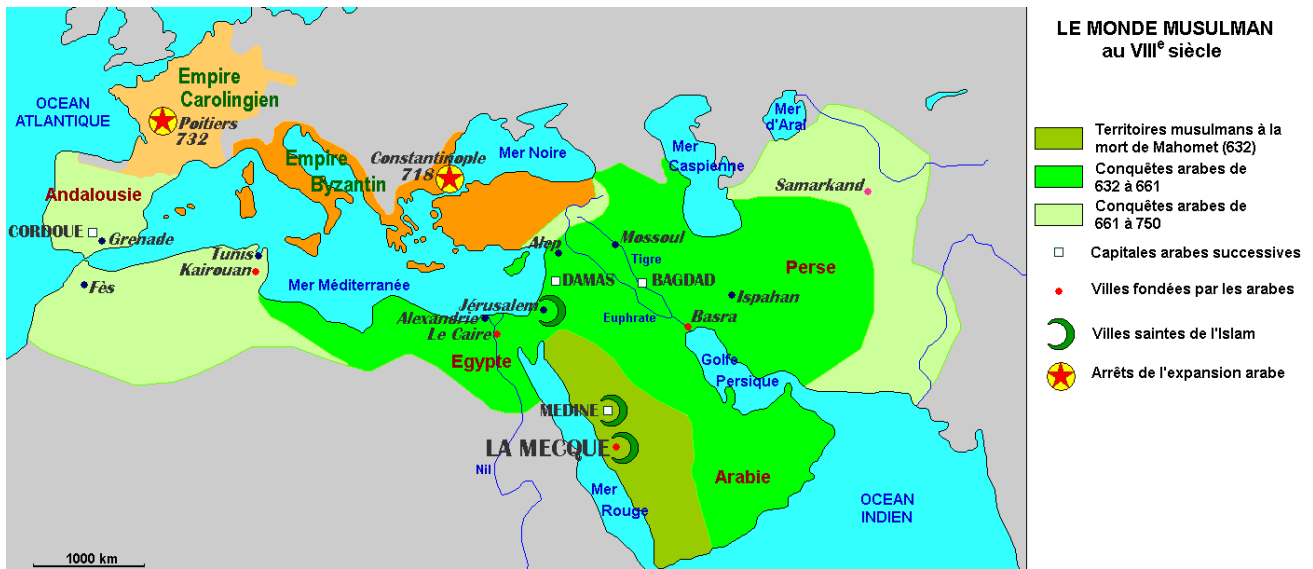 LE MONDE MUSULMAN
au VIIIe siècle
Territoires musulmans à la
mort de Mahomet (632)
Conquêtes arabes de
632 à 661
Conquêtes arabes de
661 à 750
Capitales arabes successives
Villes fondées par les arabes
Villes saintes de l'Islam
Arrêts de l'expansion arabe
OCEAN
ATLANTIQUE
Empire
Carolingien
Poitiers
732
Empire
Byzantin
Constantinople
718
Mer Noire
Mer
Caspienne
Mer
d'Aral
Samarkand
Andalousie
CORDOUE
Grenade
Tunis
Kairouan
Fès
Mer Méditerranée
Alep
Mossoul
Tigre
DAMAS
BAGDAD
Perse
Ispahan
Jérusalem
Alexandrie
Le Caire
Euphrate
Basra
Egypte
Golfe
Persique
MEDINE
LA MECQUE
Nil
Mer
Rouge
Arabie
OCEAN
INDIEN
1000 km